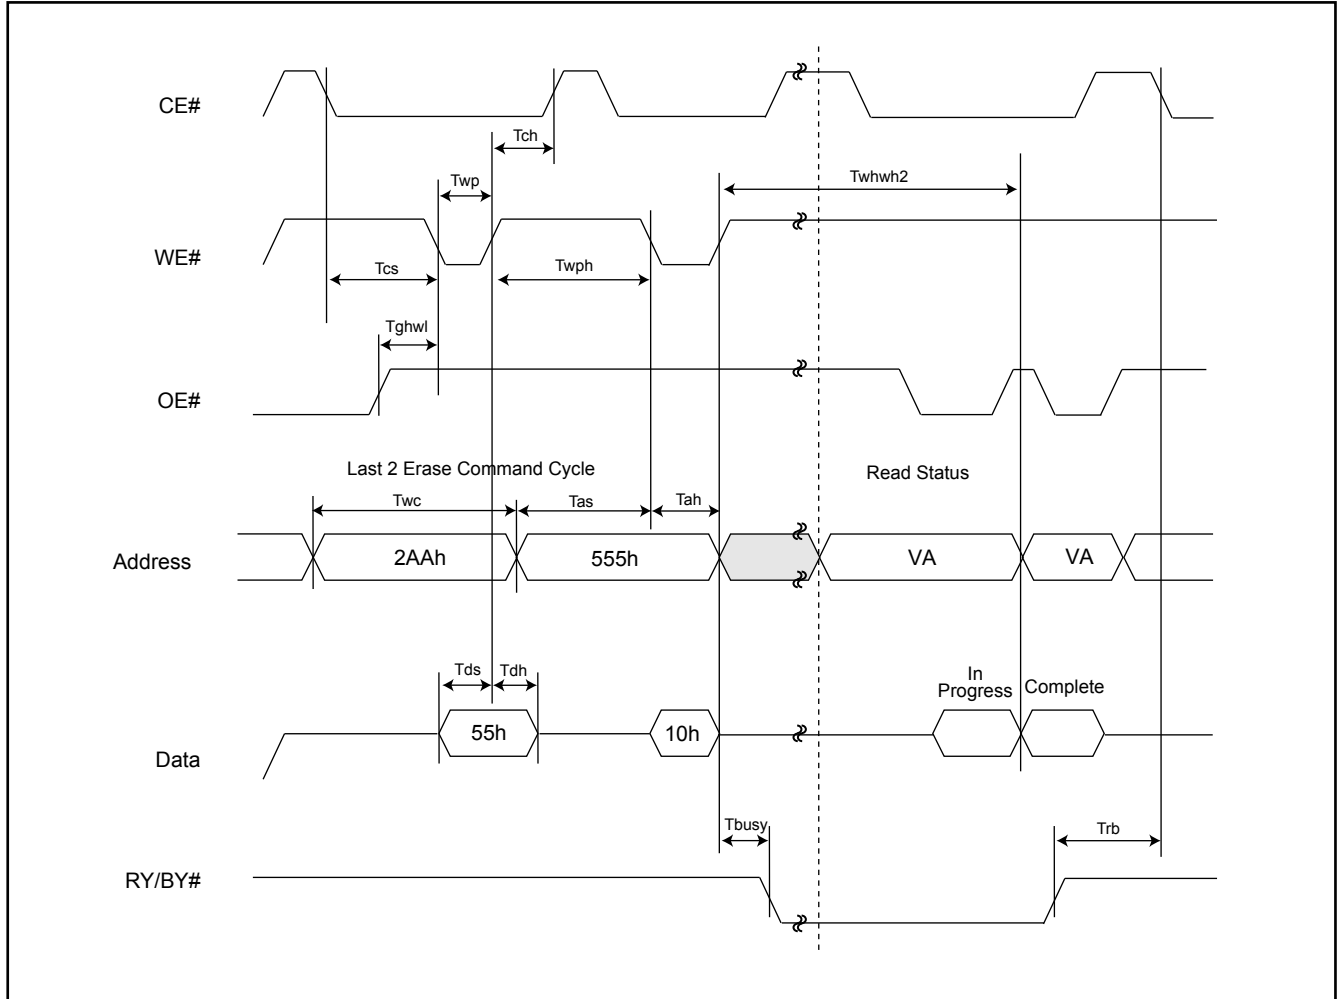 CE#
Tch
Twp
Twhwh2
WE#
Tcs
Twph
Tghwl
OE#
Last 2 Erase Command Cycle
Read Status
Twc
Tas
Tah
Address
2AAh
555h
VA
VA
Tds
Tdh
In
Progress
Complete
Data
55h
10h
Tbusy
Trb
RY/BY#